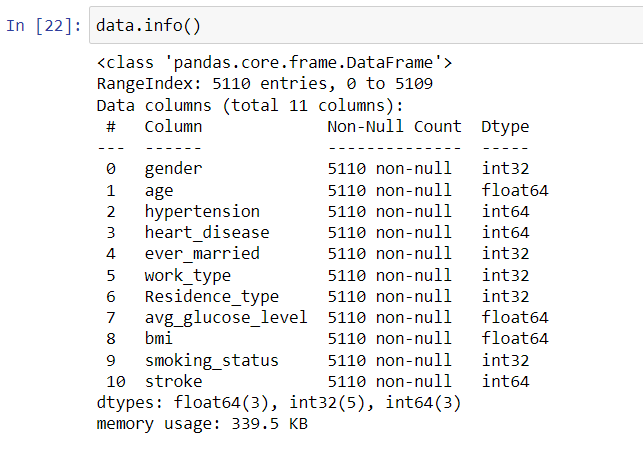 In [22]: data.info()
<class 'pandas.core.frame.DataFrame'>
RangeIndex: 5110 entries, 0 to 5109
Data columns (total 11 columns):
 #   Column             Non-Null Count  Dtype
---  ------             --------------  -----
 0   gender             5110 non-null   int32
 1   age                5110 non-null   float64
 2   hypertension       5110 non-null   int64
 3   heart_disease      5110 non-null   int64
 4   ever_married       5110 non-null   int32
 5   work_type          5110 non-null   int32
 6   Residence_type     5110 non-null   int32
 7   avg_glucose_level  5110 non-null   float64
 8   bmi                5110 non-null   float64
 9   smoking_status     5110 non-null   int32
 10  stroke             5110 non-null   int64
dtypes: float64(3), int32(5), int64(3)
memory usage: 339.5 KB